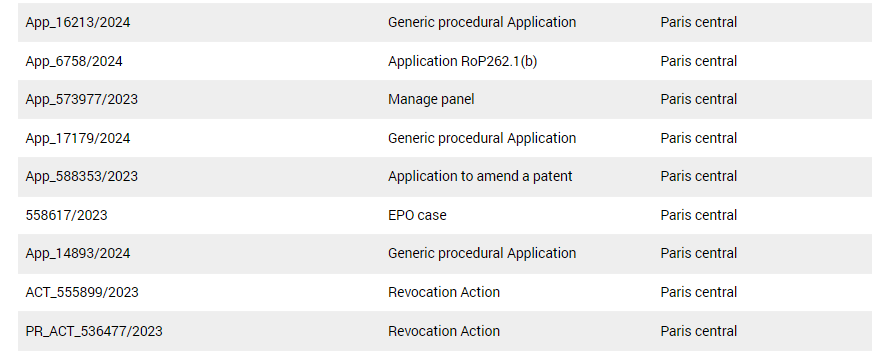 App_16213/2024 Generic procedural Application Paris central
App_6758/2024 Application RoP262.1(b) Paris central
App_573977/2023 Manage panel Paris central
App_17179/2024 Generic procedural Application Paris central
App_588353/2023 Application to amend a patent Paris central
558617/2023 EPO case Paris central
App_14893/2024 Generic procedural Application Paris central
ACT_555899/2023 Revocation Action Paris central
PR_ACT_536477/2023 Revocation Action Paris central